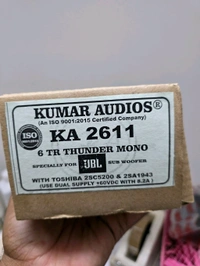 KUMAR AUDIOS®
(An ISO 9001:2015 Certified Company)
ISO
KA 2611
6 TR THUNDER MONO
SPECIALLY FOR JBL SUB WOOFER
WITH TOSHIBA 2SC5200 & 2SA1943
(USE DUAL SUPPLY ±60VDC WITH 6.2A)